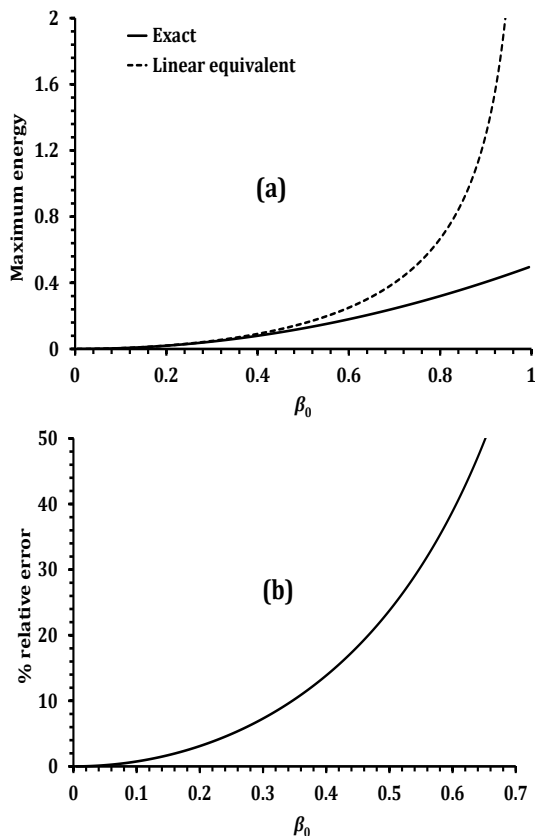 2
Exact
Linear equivalent
1.6
1.2
Maximum energy
(a)
0.8
0.4
0
0 0.2 0.4 0.6 0.8 1
β₀
50
40
30
% relative error
(b)
20
10
0
0 0.1 0.2 0.3 0.4 0.5 0.6 0.7
β₀